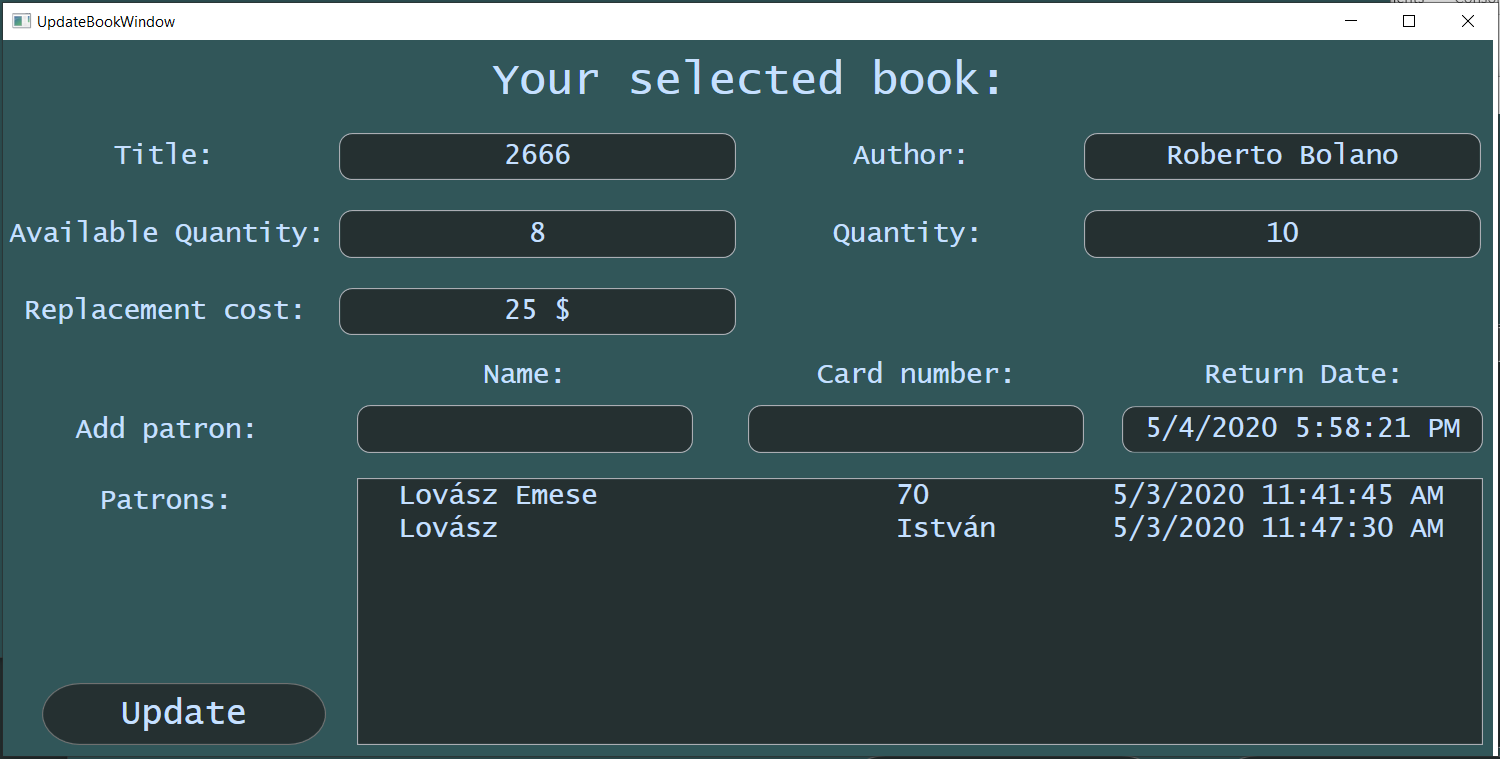 UpdateBookWindow
Your selected book:
Title: 2666 Author: Roberto Bolano
Available Quantity: 8 Quantity: 10
Replacement cost: 25 $
Name: Card number: Return Date:
Add patron: 5/4/2020 5:58:21 PM
Patrons:
Lovász Emese 70 5/3/2020 11:41:45 AM
Lovász István 5/3/2020 11:47:30 AM
Update